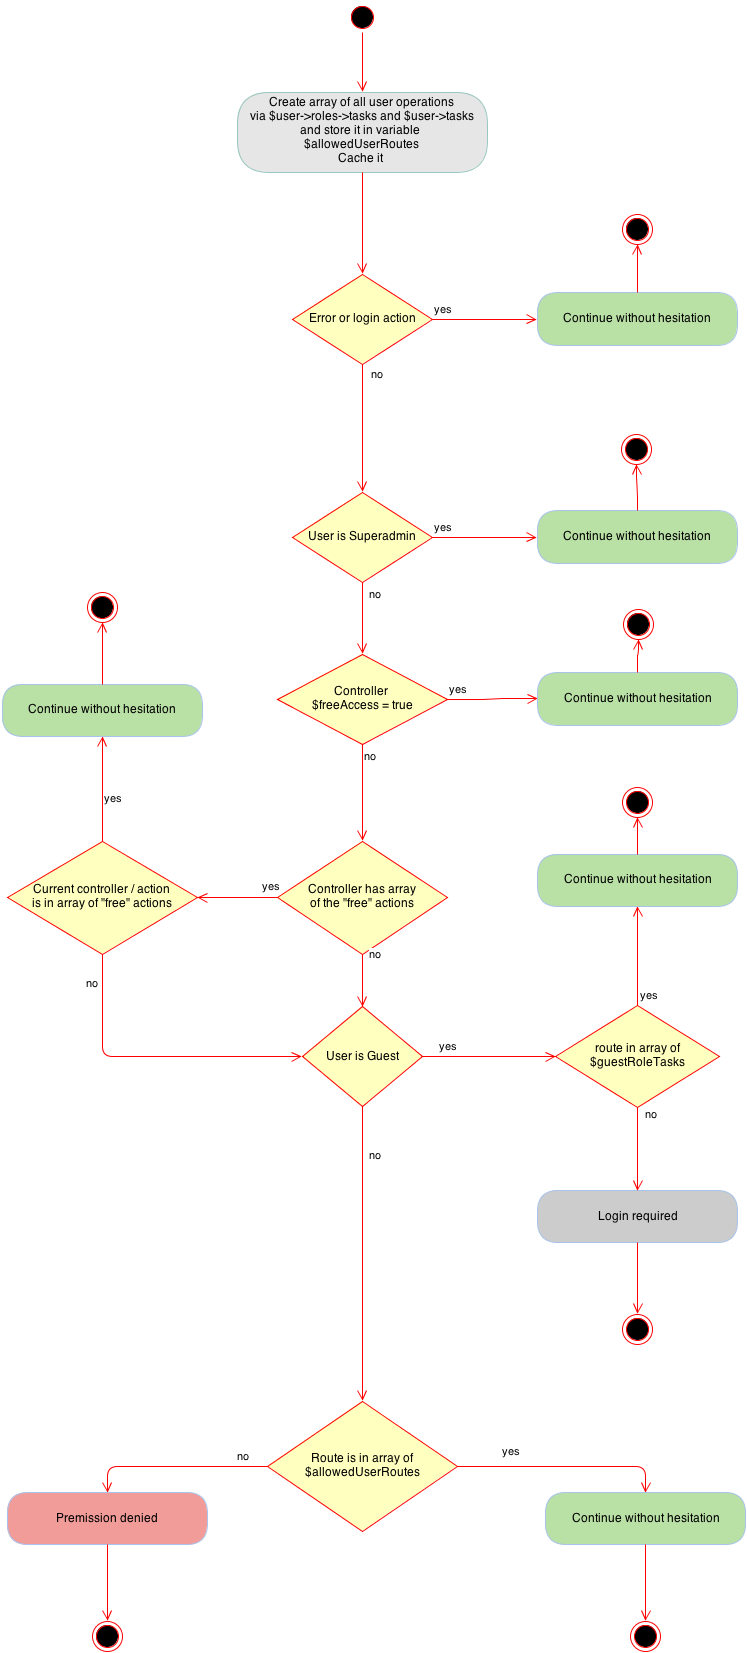 Create array of all user operations
via $user->roles->tasks and $user->tasks
and store it in variable
$allowedUserRoutes
Cache it
Error or login action
yes
Continue without hesitation
no
User is Superadmin
yes
Continue without hesitation
no
Controller
$freeAccess = true
yes
Continue without hesitation
no
Continue without hesitation
yes
Current controller / action
is in array of "free" actions
yes
Controller has array
of the "free" actions
Continue without hesitation
no
no
User is Guest
yes
yes
route in array of
$guestRoleTasks
no
Login required
no
Route is in array of
$allowedUserRoutes
no
yes
Premission denied
Continue without hesitation